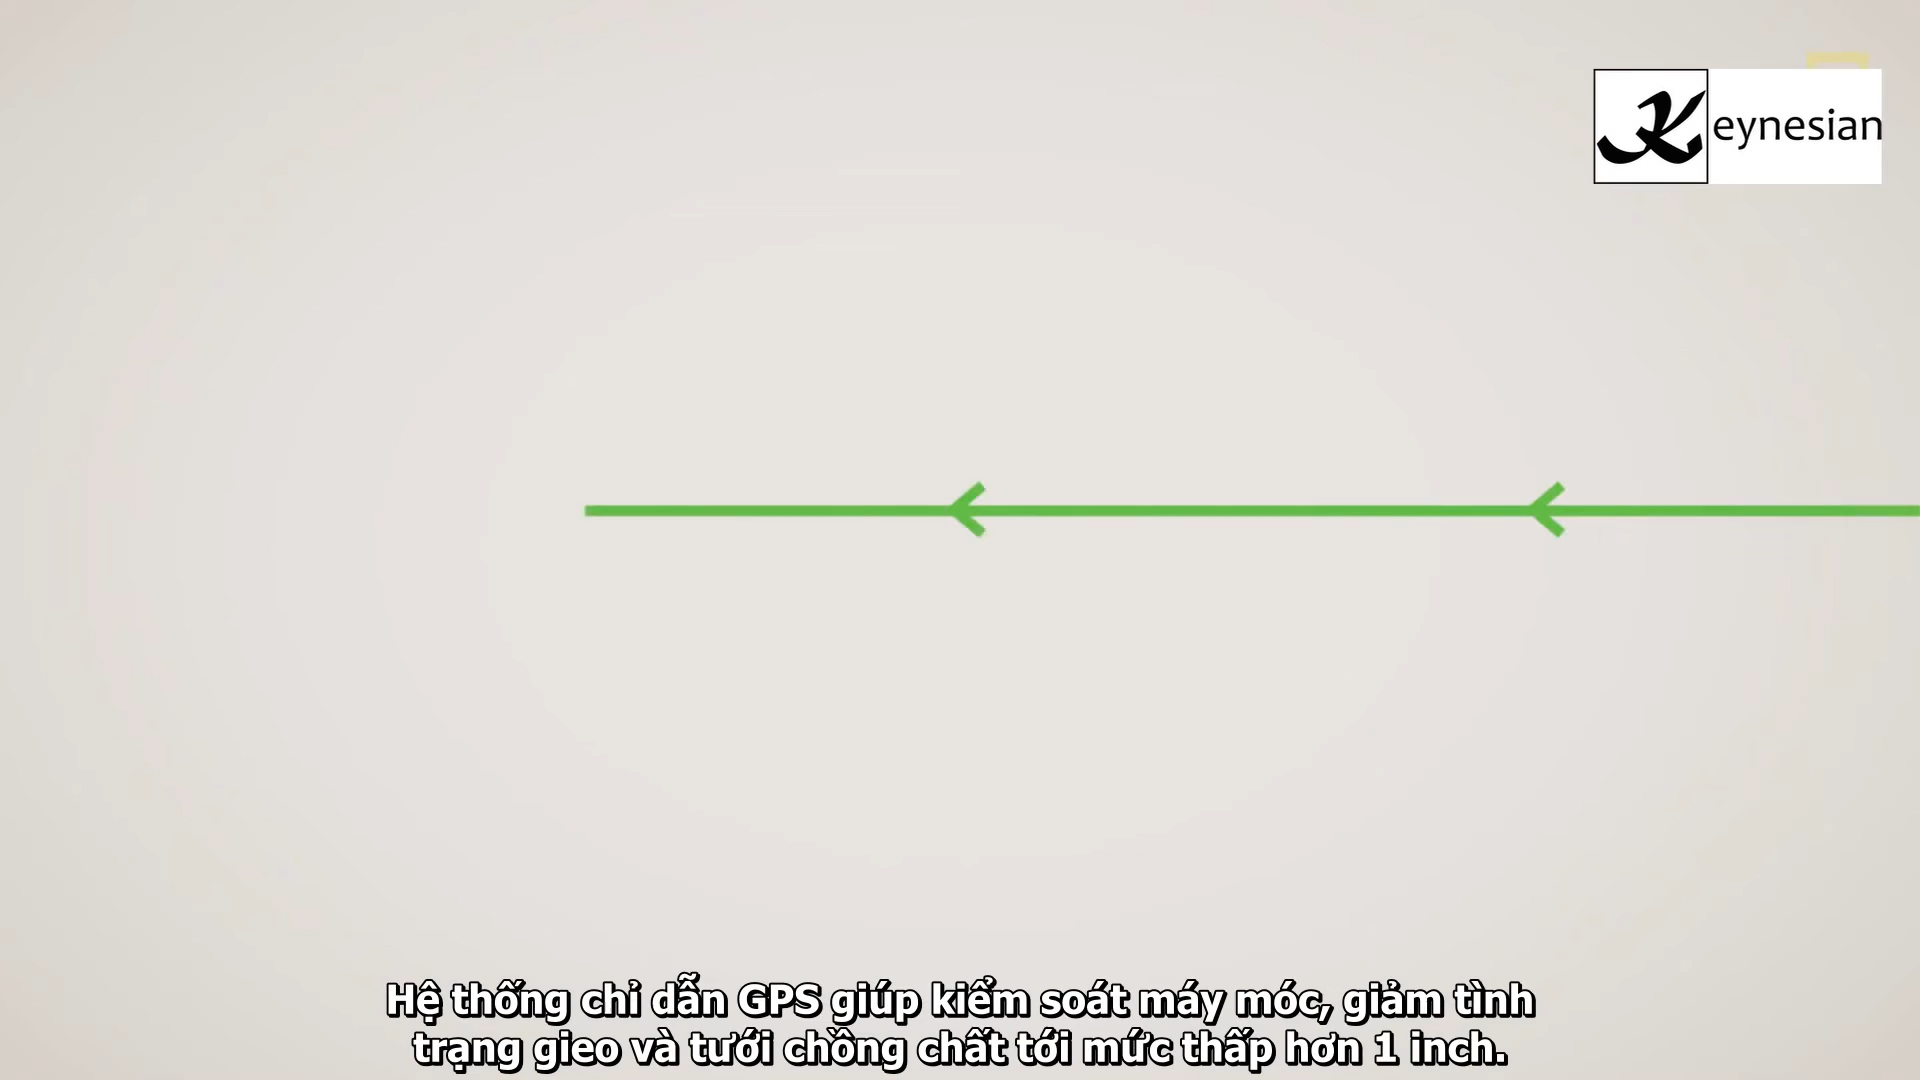 Keynesian
Hệ thống chỉ dẫn GPS giúp kiểm soát máy móc, giảm tình
trạng gieo và tưới chồng chất tới mức thấp hơn 1 inch.